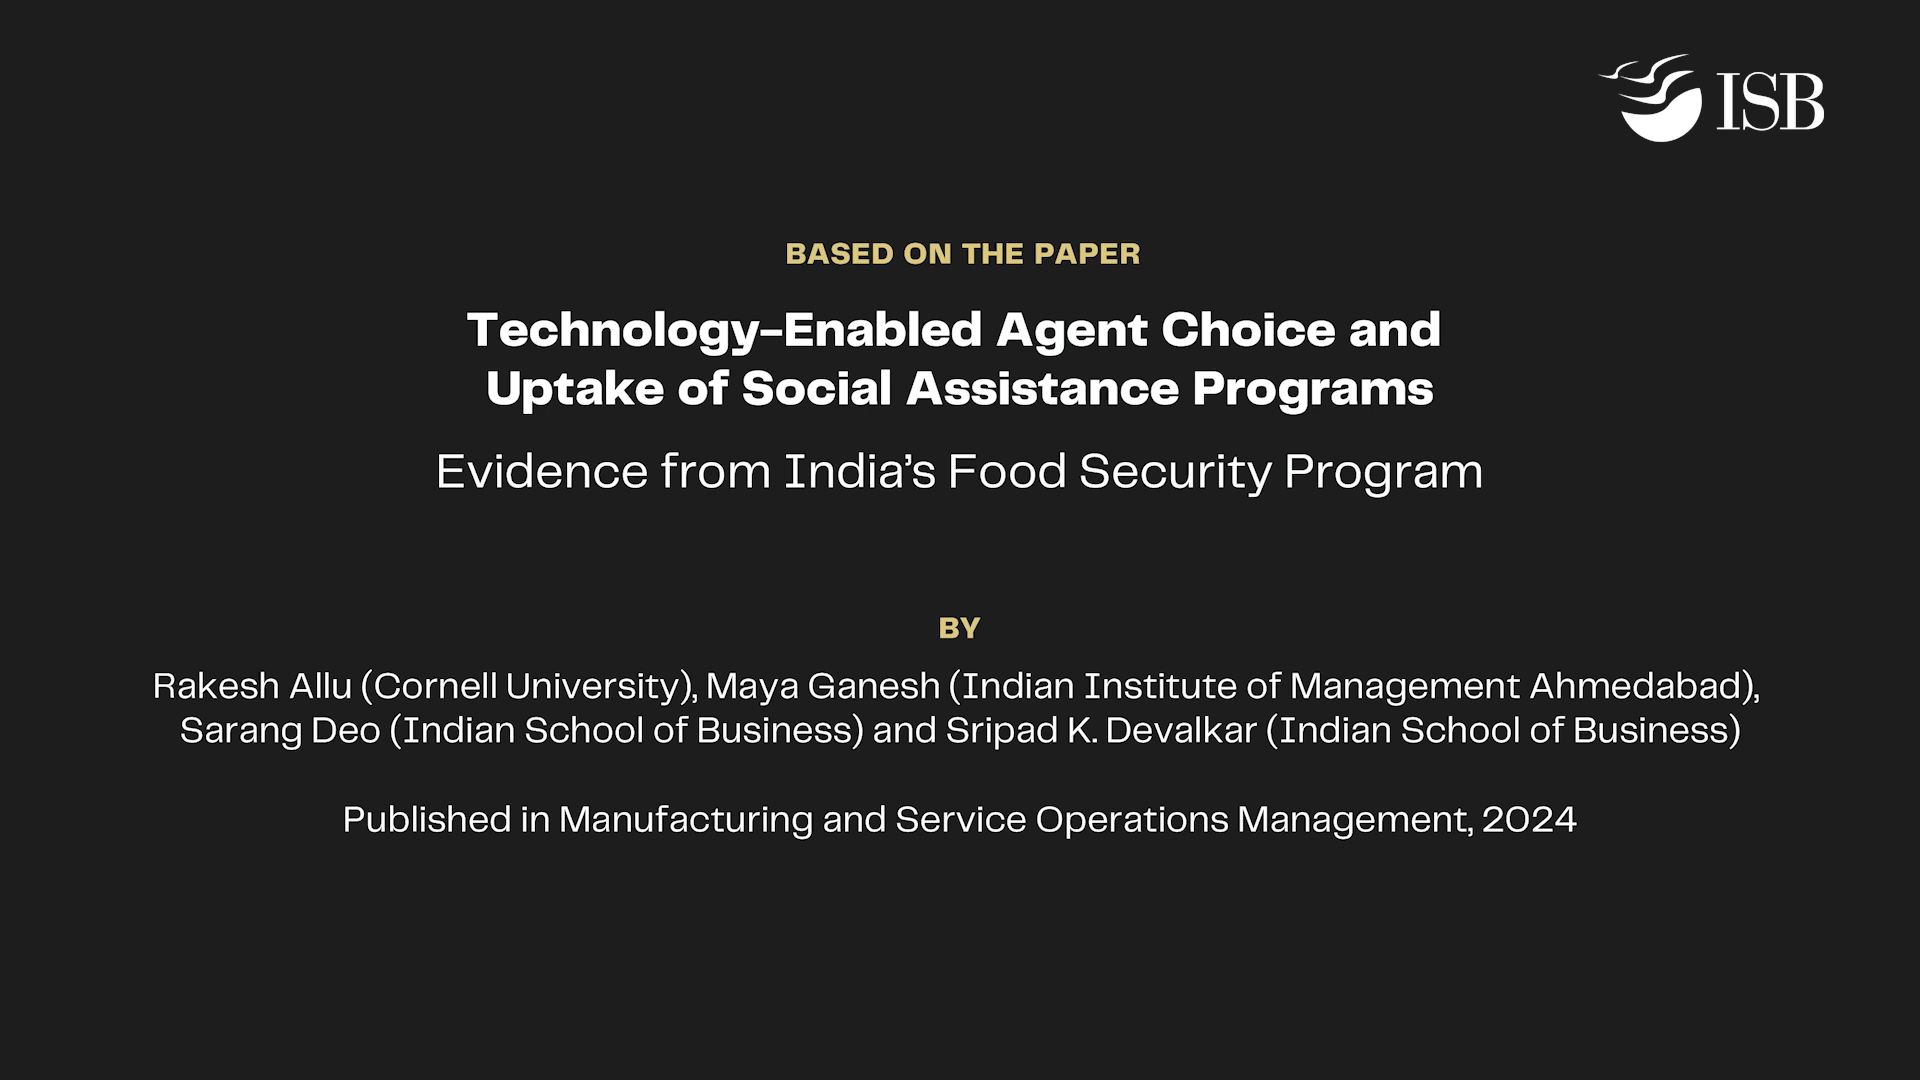 ISB
BASED ON THE PAPER
Technology-Enabled Agent Choice and
Uptake of Social Assistance Programs
Evidence from India’s Food Security Program
BY
Rakesh Allu (Cornell University), Maya Ganesh (Indian Institute of Management Ahmedabad),
Sarang Deo (Indian School of Business) and Sripad K. Devalkar (Indian School of Business)
Published in Manufacturing and Service Operations Management, 2024